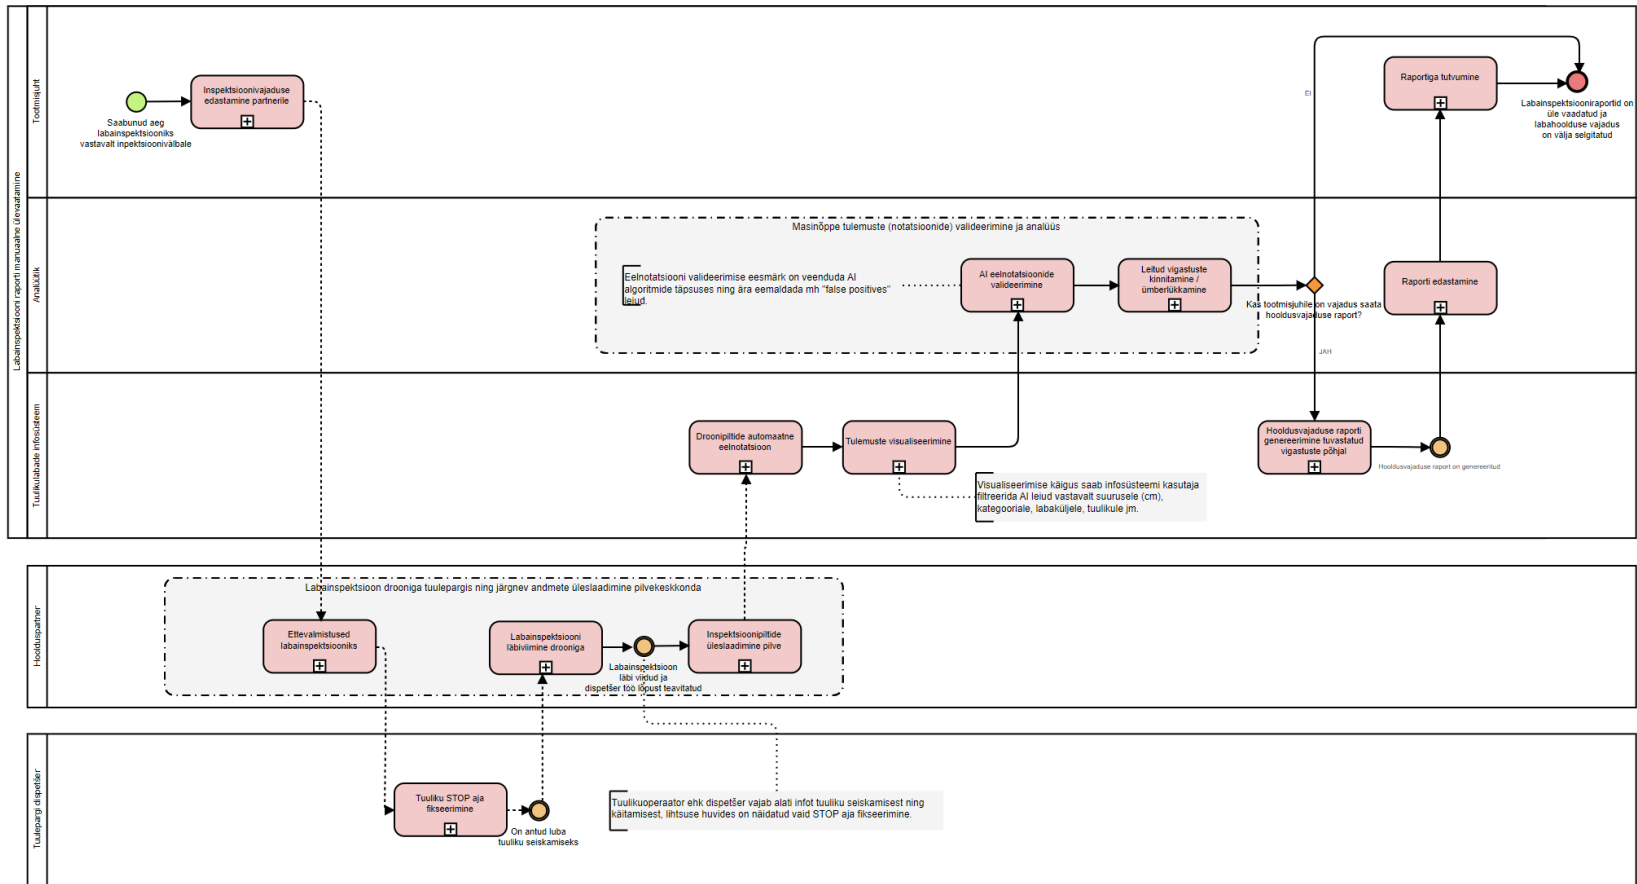 Labainspektsiooni raporti manuaalne ülevaatamine
Tootmisjuht
Saabunud aeg
labainspektsiooniks
vastavalt inpektsioonivälbale
Inspektsioonivajaduse
edastamine partnerile
EI
Raportiga tutvumine
Labainspektsiooniraportid on
üle vaadatud ja
labahoolduse vajadus
on välja selgitatud
Analüütik
Masinõppe tulemuste (notatsioonide) valideerimine ja analüüs
Eelnotatsiooni valideerimise eesmärk on veenduda AI
algoritmide täpsuses ning ära eemaldada mh "false positives"
leiud.
AI eelnotatsioonide
valideerimine
Leitud vigastuste
kinnitamine /
ümberlükkamine
Kas tootmisjuhile on vajadus saata
hooldusvajaduse raport?
JAH
Raporti edastamine
Tuulikulabade infosüsteem
Droonipiltide automaatne
eelnotatsioon
Tulemuste visualiseerimine
Visualiseerimise käigus saab infosüsteemi kasutaja
filtreerida AI leiud vastavalt suurusele (cm),
kategooriale, labaküljele, tuulikule jm.
Hooldusvajaduse raporti
genereerimine tuvastatud
vigastuste põhjal
Hooldusvajaduse raport on genereeritud
Hoolduspartner
Labainspektsioon drooniga tuulepargis ning järgnev andmete üleslaadimine pilvekeskkonda
Ettevalmistused
labainspektsiooniks
Labainspektsiooni
läbiviimine drooniga
Labainspektsioon
läbi viidud ja
dispetšer töö lõpust teavitatud
Inspektsioonipiltide
üleslaadimine pilve
Tuulepargi dispetšer
Tuuliku STOP aja
fikseerimine
On antud luba
tuuliku seiskamiseks
Tuulikuoperaator ehk dispetšer vajab alati infot tuuliku seiskamisest ning
käitamisest, lihtsuse huvides on näidatud vaid STOP aja fikseerimine.